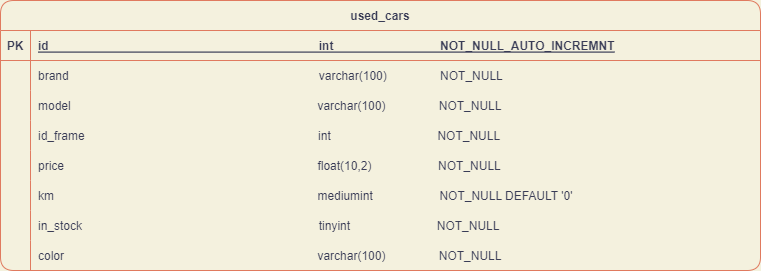 used_cars
PK id int NOT_NULL_AUTO_INCREMNT
brand varchar(100) NOT_NULL
model varchar(100) NOT_NULL
id_frame int NOT_NULL
price float(10,2) NOT_NULL
km mediumint NOT_NULL DEFAULT '0'
in_stock tinyint NOT_NULL
color varchar(100) NOT_NULL